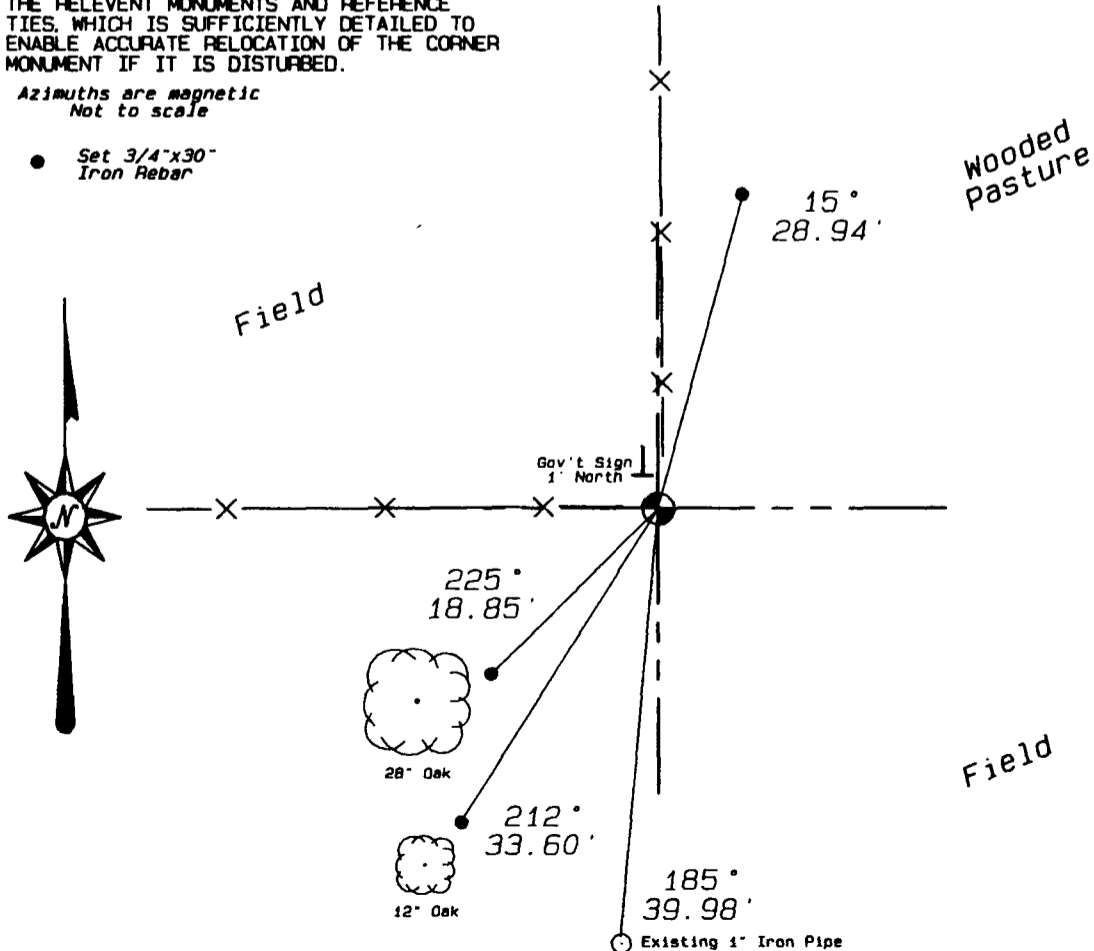 THE RELEVENT MONUMENTS AND REFERENCE
TIES, WHICH IS SUFFICIENTLY DETAILED TO
ENABLE ACCURATE RELOCATION OF THE CORNER
MONUMENT IF IT IS DISTURBED.
Azimuths are magnetic
Not to scale
Set 3/4"x30"
Iron Rebar
Wooded
Pasture
15°
28.94'
Field
Gov't Sign
1' North
N
225°
18.85'
28" Oak
Field
212°
33.60'
12" Oak
185°
39.98'
Existing 1" Iron Pipe